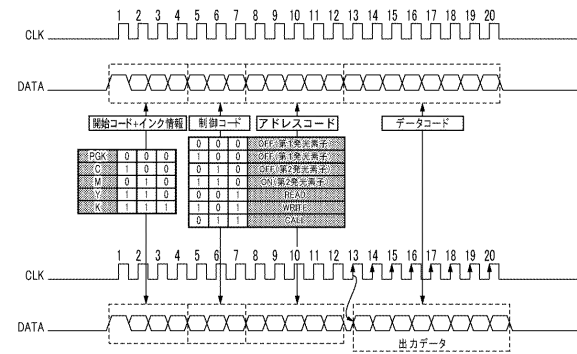 1 2 3 4 5 6 7 8 9 10 11 12 13 14 15 16 17 18 19 20
CLK
DATA
開始コード+インク情報 制御コード アドレスコード データコード
0 0 0 OFF(第1発光素子)
PGK 0 0 0 1 0 0 OFF(第1発光素子)
C 1 0 0 0 1 0 OFF(第2発光素子)
M 0 1 0 1 1 0 ON(第2発光素子)
Y 1 1 0 0 0 1 READ
K 1 1 1 1 0 1 WRITE
0 1 1 CALL
1 2 3 4 5 6 7 8 9 10 11 12 13 14 15 16 17 18 19 20
CLK
DATA
出力データ